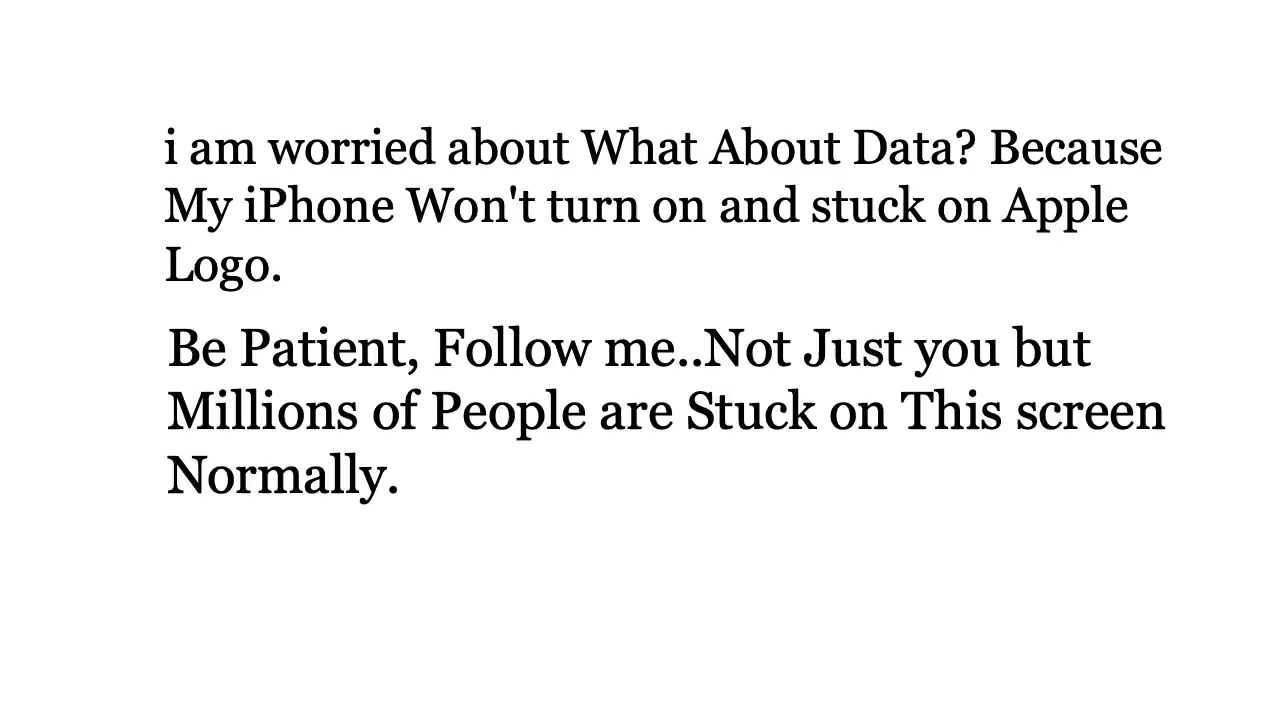 i am worried about What About Data? Because
My iPhone Won't turn on and stuck on Apple
Logo.
Be Patient, Follow me..Not Just you but
Millions of People are Stuck on This screen
Normally.